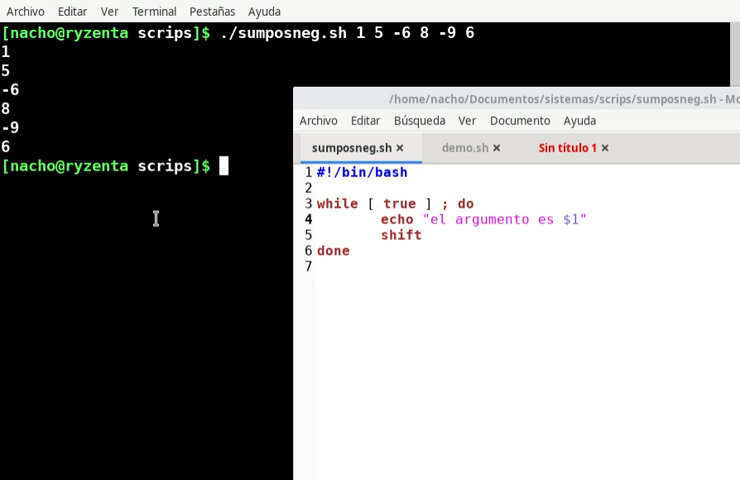 Archivo Editar Ver Terminal Pestañas Ayuda
[nacho@ryzenta scrips]$ ./sumposneg.sh 1 5 -6 8 -9 6
1
5
-6
8
-9
6
[nacho@ryzenta scrips]$
/home/nacho/Documentos/sistemas/scrips/sumposneg.sh - Mo
Archivo Editar Búsqueda Ver Documento Ayuda
sumposneg.sh × demo.sh × Sin título 1 ×
1 #!/bin/bash
2
3 while [ true ] ; do
4 echo "el argumento es $1"
5 shift
6 done
7